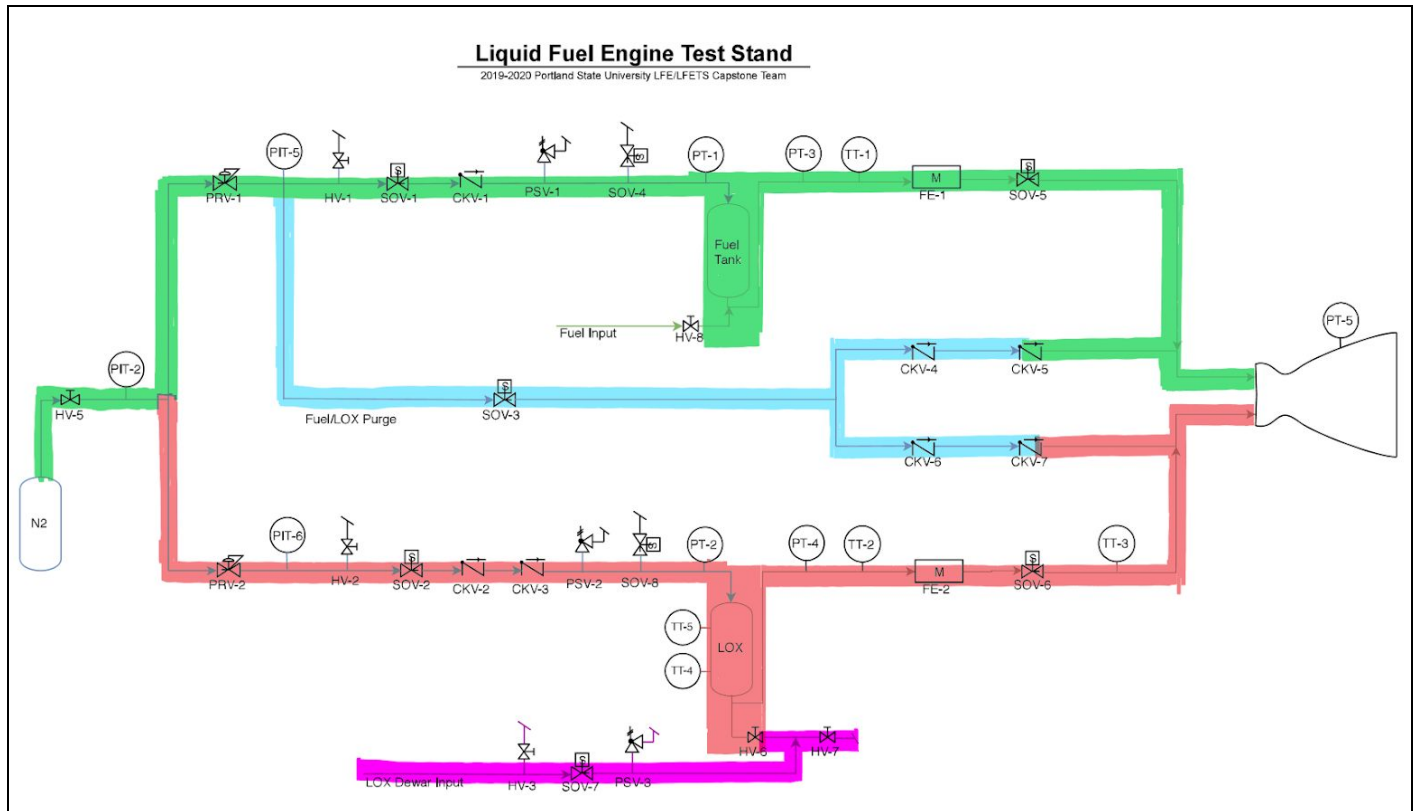 Liquid Fuel Engine Test Stand
2019-2020 Portland State University LFE/LFETS Capstone Team
PIT-5
S
S
S
PT-1
PT-3
TT-1
M
S
PRV-1
HV-1
SOV-1
CKV-1
PSV-1
SOV-4
FE-1
SOV-5
Fuel
Tank
Fuel Input
HV-8
PT-5
PIT-2
CKV-4
CKV-5
HV-5
S
SOV-3
Fuel/LOX Purge
CKV-6
CKV-7
N2
PIT-6
S
S
PT-2
PT-4
TT-2
M
S
TT-3
PRV-2
HV-2
SOV-2
CKV-2
CKV-3
PSV-2
SOV-8
FE-2
SOV-6
TT-5
LOX
TT-4
HV-6
HV-7
S
LOX Dewar Input
HV-3
SOV-7
PSV-3